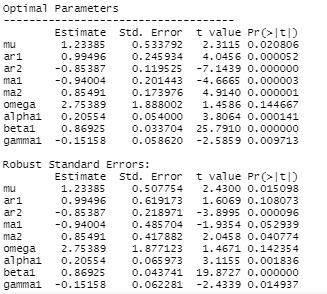 Optimal Parameters
------------------------------------
        Estimate  Std. Error  t value Pr(>|t|)
mu       1.23385    0.533792   2.3115 0.020806
ar1      0.99496    0.245934   4.0456 0.000052
ar2     -0.85387    0.119525  -7.1439 0.000000
ma1     -0.94004    0.201443  -4.6665 0.000003
ma2      0.85491    0.173976   4.9140 0.000001
omega    2.75389    1.888002   1.4586 0.144667
alpha1   0.20554    0.054000   3.8064 0.000141
beta1    0.86925    0.033704  25.7910 0.000000
gamma1  -0.15158    0.058620  -2.5859 0.009713
Robust Standard Errors:
        Estimate  Std. Error  t value Pr(>|t|)
mu       1.23385    0.507754   2.4300 0.015098
ar1      0.99496    0.619173   1.6069 0.108073
ar2     -0.85387    0.218971  -3.8995 0.000096
ma1     -0.94004    0.485704  -1.9354 0.052939
ma2      0.85491    0.417882   2.0458 0.040774
omega    2.75389    1.877123   1.4671 0.142354
alpha1   0.20554    0.065973   3.1155 0.001836
beta1    0.86925    0.043741  19.8727 0.000000
gamma1  -0.15158    0.062281  -2.4339 0.014937